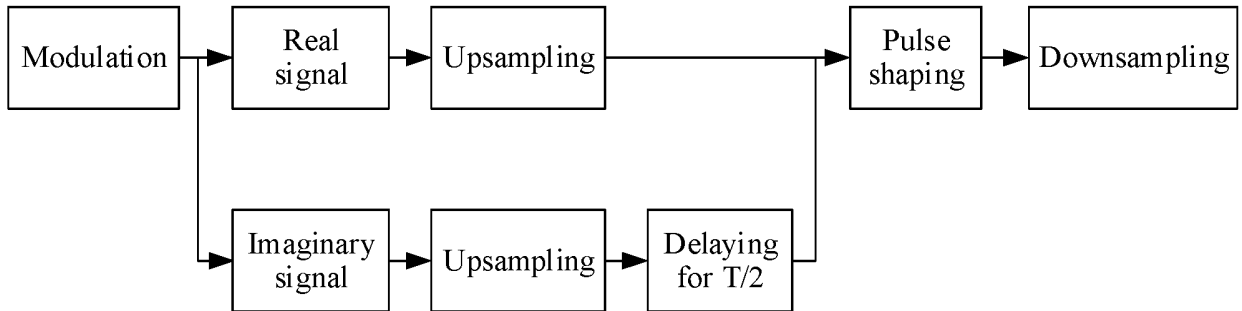 Modulation
Real
signal
Upsampling
Pulse
shaping
Downsampling
Imaginary
signal
Upsampling
Delaying
for T/2